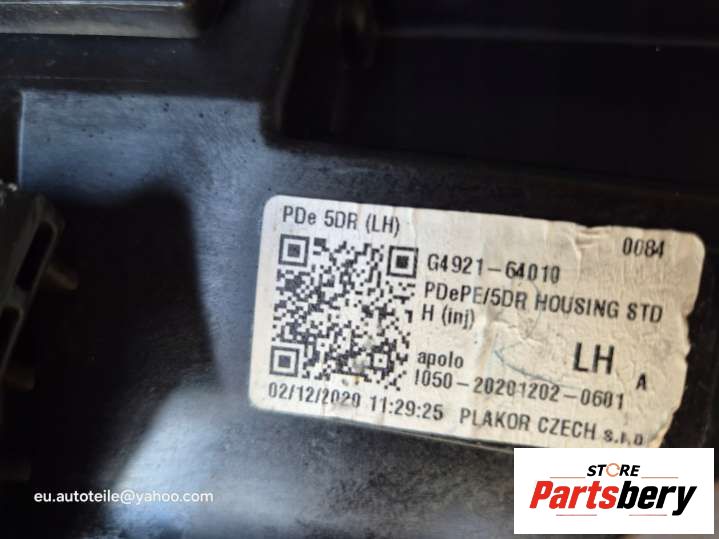 PDe 5DR (LH)
0084
G4921-64010
PDePE/5DR HOUSING STD
H (inj)
LH A
apolo
I050-20201202-0601
02/12/2020 11:29:25 PLAKOR CZECH s.r.o
eu.autoteile@yahoo.com
STORE
Partsbery